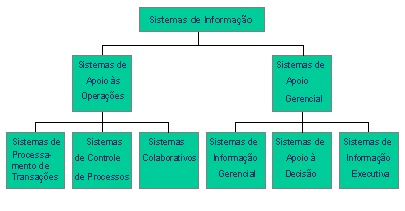 Sistemas de Informação
Sistemas de
Apoio às
Operações
Sistemas de
Apoio
Gerencial
Sistemas de
Processa-
mento de
Transações
Sistemas
de Controle
de Processos
Sistemas
Colaborativos
Sistemas de
Informação
Gerencial
Sistemas de
Apoio à
Decisão
Sistemas de
Informação
Executiva